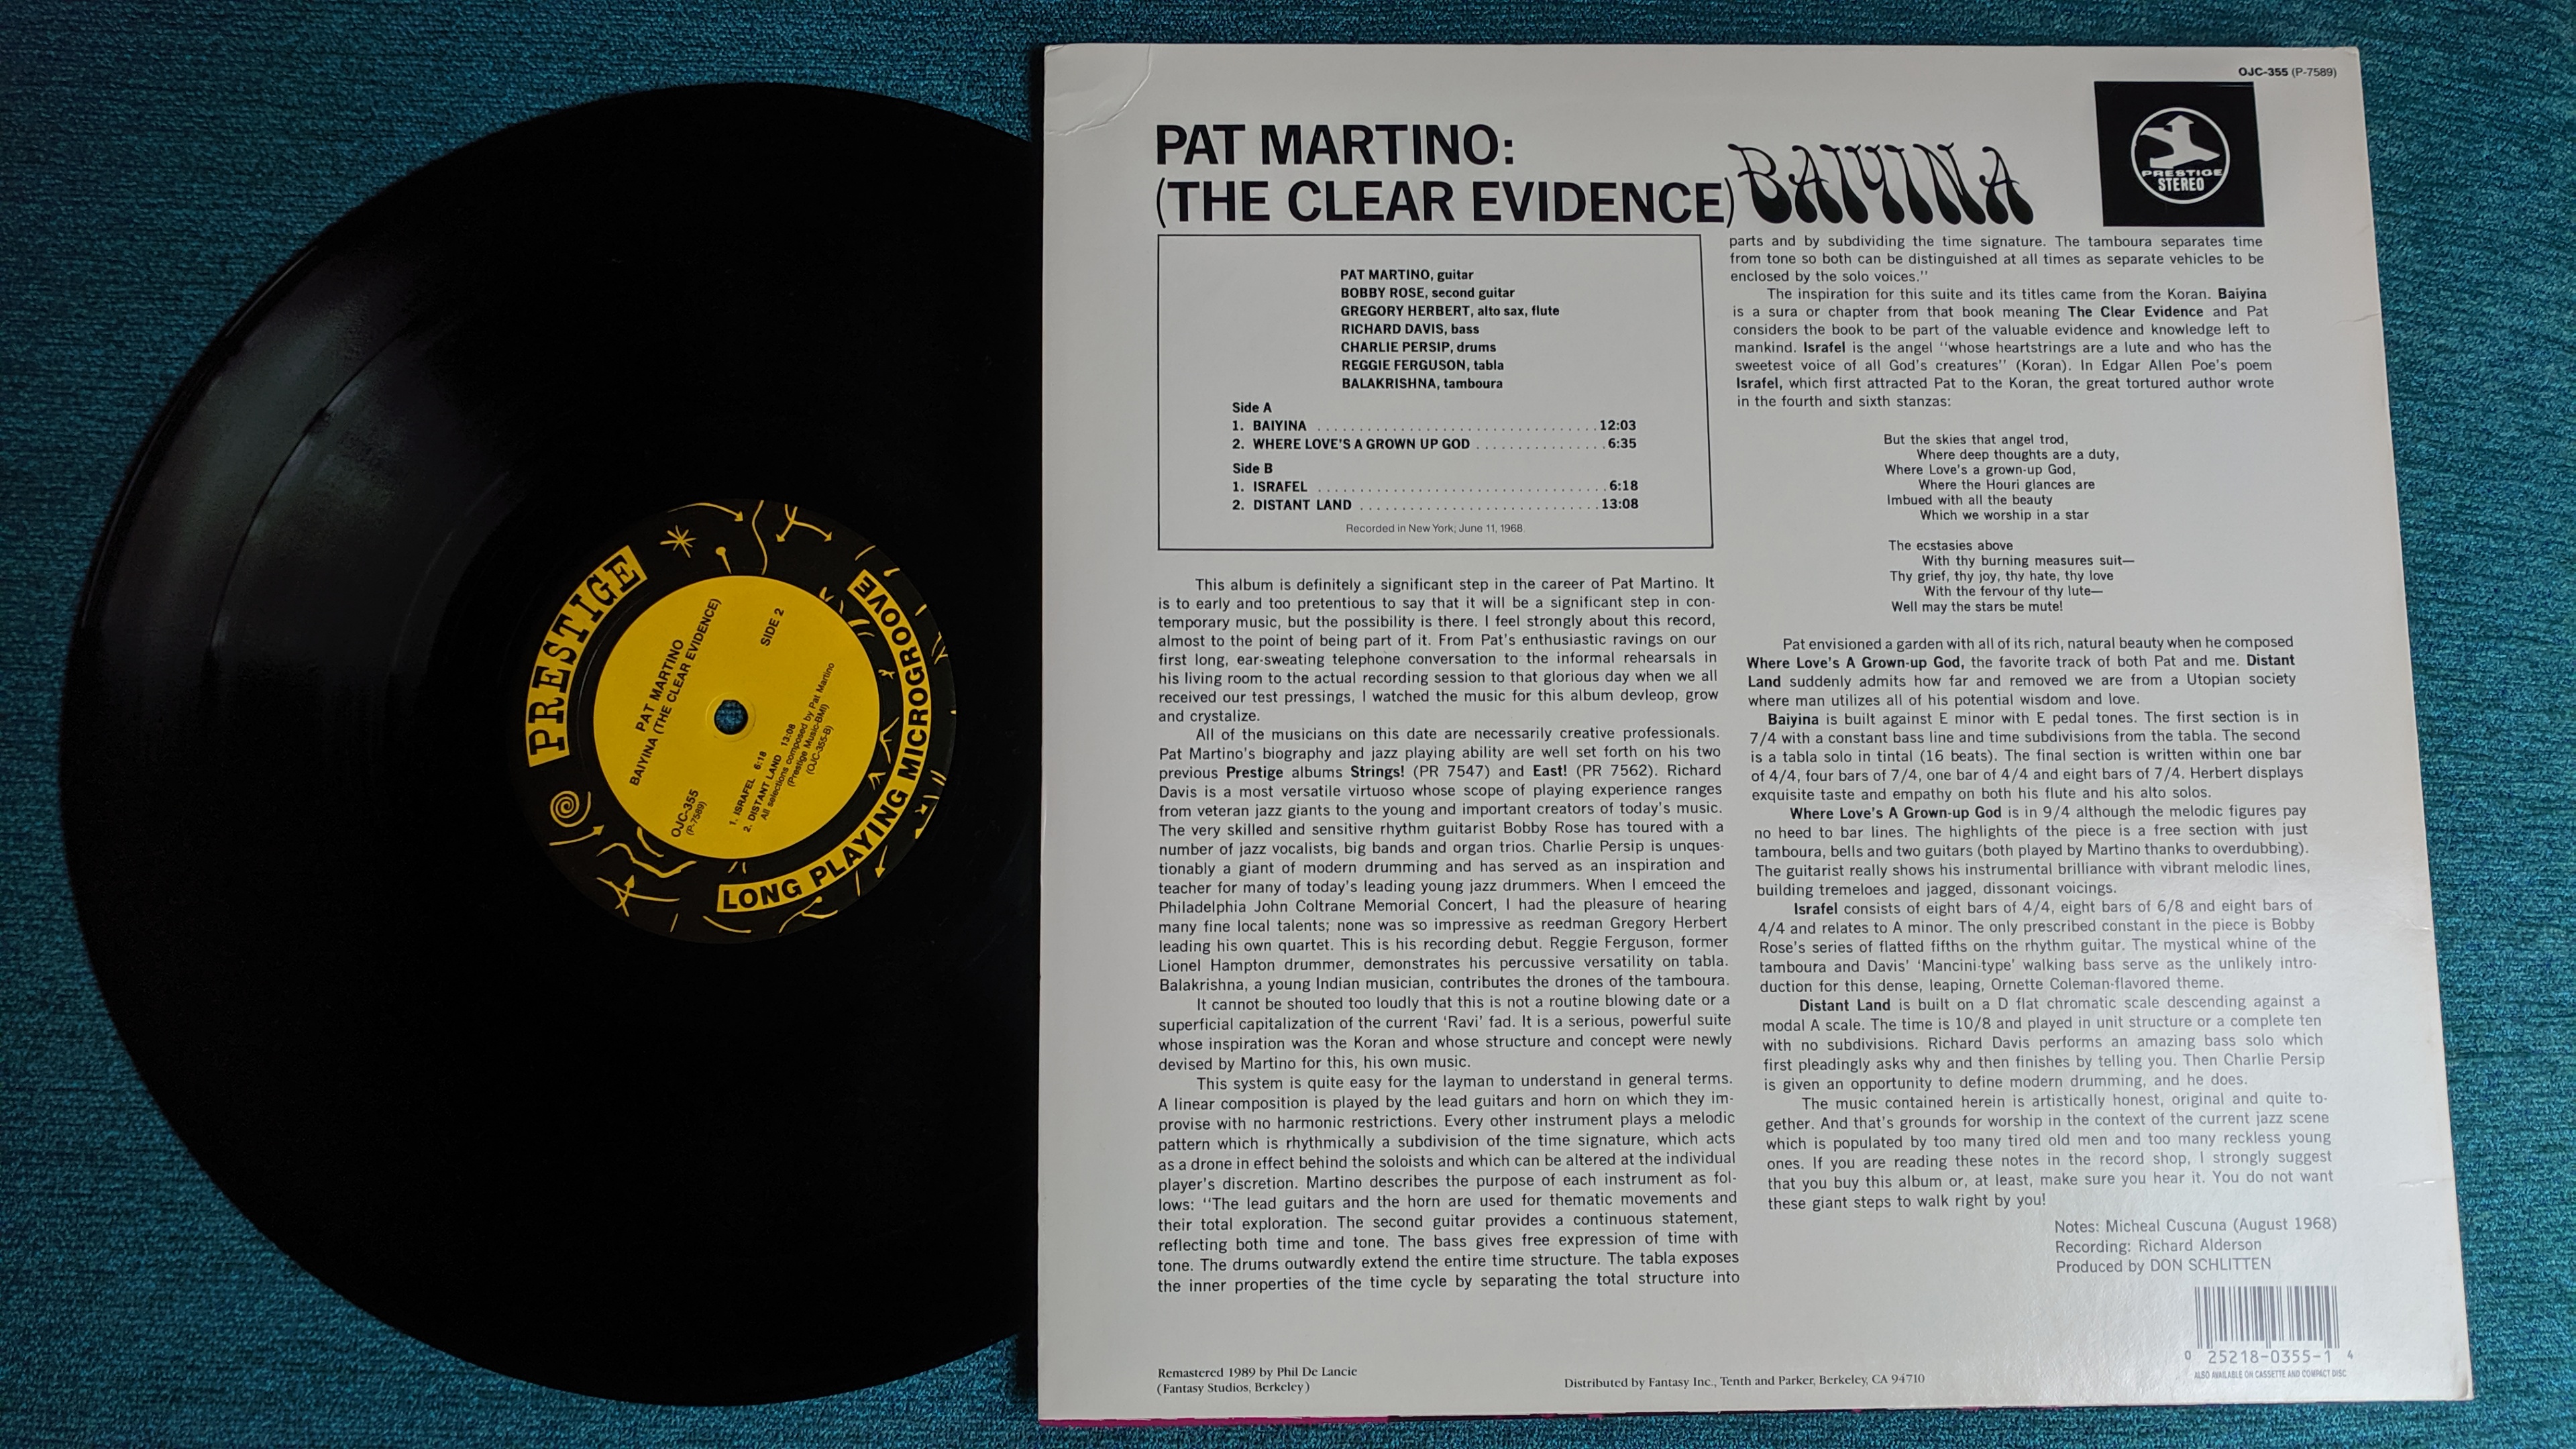 PRESTIGE
LONG PLAYING MICROGROOVE
PAT MARTINO
BAIYINA (THE CLEAR EVIDENCE)
SIDE 2
OJC-355
(P-7589)
1. ISRAFEL 6:18
2. DISTANT LAND 13:08
All selections composed by Pat Martino
(Prestige Music-BMI)
(OJC-355-B)
OJC-355 (P-7589)
PAT MARTINO:
(THE CLEAR EVIDENCE) BAIYINA
PRESTIGE
STEREO
PAT MARTINO, guitar
BOBBY ROSE, second guitar
GREGORY HERBERT, alto sax, flute
RICHARD DAVIS, bass
CHARLIE PERSIP, drums
REGGIE FERGUSON, tabla
BALAKRISHNA, tamboura
Side A
1. BAIYINA 12:03
2. WHERE LOVE'S A GROWN UP GOD 6:35
Side B
1. ISRAFEL 6:18
2. DISTANT LAND 13:08
Recorded in New York; June 11, 1968
This album is definitely a significant step in the career of Pat Martino. It
is to early and too pretentious to say that it will be a significant step in con-
temporary music, but the possibility is there. I feel strongly about this record,
almost to the point of being part of it. From Pat's enthusiastic ravings on our
first long, ear-sweating telephone conversation to the informal rehearsals in
his living room to the actual recording session to that glorious day when we all
received our test pressings, I watched the music for this album devleop, grow
and crystalize.
All of the musicians on this date are necessarily creative professionals.
Pat Martino's biography and jazz playing ability are well set forth on his two
previous Prestige albums Strings! (PR 7547) and East! (PR 7562). Richard
Davis is a most versatile virtuoso whose scope of playing experience ranges
from veteran jazz giants to the young and important creators of today's music.
The very skilled and sensitive rhythm guitarist Bobby Rose has toured with a
number of jazz vocalists, big bands and organ trios. Charlie Persip is unques-
tionably a giant of modern drumming and has served as an inspiration and
teacher for many of today's leading young jazz drummers. When I emceed the
Philadelphia John Coltrane Memorial Concert, I had the pleasure of hearing
many fine local talents; none was so impressive as reedman Gregory Herbert
leading his own quartet. This is his recording debut. Reggie Ferguson, former
Lionel Hampton drummer, demonstrates his percussive versatility on tabla.
Balakrishna, a young Indian musician, contributes the drones of the tamboura.
It cannot be shouted too loudly that this is not a routine blowing date or a
superficial capitalization of the current 'Ravi' fad. It is a serious, powerful suite
whose inspiration was the Koran and whose structure and concept were newly
devised by Martino for this, his own music.
This system is quite easy for the layman to understand in general terms.
A linear composition is played by the lead guitars and horn on which they im-
provise with no harmonic restrictions. Every other instrument plays a melodic
pattern which is rhythmically a subdivision of the time signature, which acts
as a drone in effect behind the soloists and which can be altered at the individual
player's discretion. Martino describes the purpose of each instrument as fol-
lows: "The lead guitars and the horn are used for thematic movements and
their total exploration. The second guitar provides a continuous statement,
reflecting both time and tone. The bass gives free expression of time with
tone. The drums outwardly extend the entire time structure. The tabla exposes
the inner properties of the time cycle by separating the total structure into
parts and by subdividing the time signature. The tamboura separates time
from tone so both can be distinguished at all times as separate vehicles to be
enclosed by the solo voices."
The inspiration for this suite and its titles came from the Koran. Baiyina
is a sura or chapter from that book meaning The Clear Evidence and Pat
considers the book to be part of the valuable evidence and knowledge left to
mankind. Israfel is the angel "whose heartstrings are a lute and who has the
sweetest voice of all God's creatures" (Koran). In Edgar Allen Poe's poem
Israfel, which first attracted Pat to the Koran, the great tortured author wrote
in the fourth and sixth stanzas:
But the skies that angel trod,
Where deep thoughts are a duty,
Where Love's a grown-up God,
Where the Houri glances are
Imbued with all the beauty
Which we worship in a star
The ecstasies above
With thy burning measures suit—
Thy grief, thy joy, thy hate, thy love
With the fervour of thy lute—
Well may the stars be mute!
Pat envisioned a garden with all of its rich, natural beauty when he composed
Where Love's A Grown-up God, the favorite track of both Pat and me. Distant
Land suddenly admits how far and removed we are from a Utopian society
where man utilizes all of his potential wisdom and love.
Baiyina is built against E minor with E pedal tones. The first section is in
7/4 with a constant bass line and time subdivisions from the tabla. The second
is a tabla solo in tintal (16 beats). The final section is written within one bar
of 4/4, four bars of 7/4, one bar of 4/4 and eight bars of 7/4. Herbert displays
exquisite taste and empathy on both his flute and his alto solos.
Where Love's A Grown-up God is in 9/4 although the melodic figures pay
no heed to bar lines. The highlights of the piece is a free section with just
tamboura, bells and two guitars (both played by Martino thanks to overdubbing).
The guitarist really shows his instrumental brilliance with vibrant melodic lines,
building tremeloes and jagged, dissonant voicings.
Israfel consists of eight bars of 4/4, eight bars of 6/8 and eight bars of
4/4 and relates to A minor. The only prescribed constant in the piece is Bobby
Rose's series of flatted fifths on the rhythm guitar. The mystical whine of the
tamboura and Davis' 'Mancini-type' walking bass serve as the unlikely intro-
duction for this dense, leaping, Ornette Coleman-flavored theme.
Distant Land is built on a D flat chromatic scale descending against a
modal A scale. The time is 10/8 and played in unit structure or a complete ten
with no subdivisions. Richard Davis performs an amazing bass solo which
first pleadingly asks why and then finishes by telling you. Then Charlie Persip
is given an opportunity to define modern drumming, and he does.
The music contained herein is artistically honest, original and quite to-
gether. And that's grounds for worship in the context of the current jazz scene
which is populated by too many tired old men and too many reckless young
ones. If you are reading these notes in the record shop, I strongly suggest
that you buy this album or, at least, make sure you hear it. You do not want
these giant steps to walk right by you!
Notes: Micheal Cuscuna (August 1968)
Recording: Richard Alderson
Produced by DON SCHLITTEN
0 25218-0355-1 4
ALSO AVAILABLE ON CASSETTE AND COMPACT DISC
Remastered 1989 by Phil De Lancie
(Fantasy Studios, Berkeley)
Distributed by Fantasy Inc., Tenth and Parker, Berkeley, CA 94710